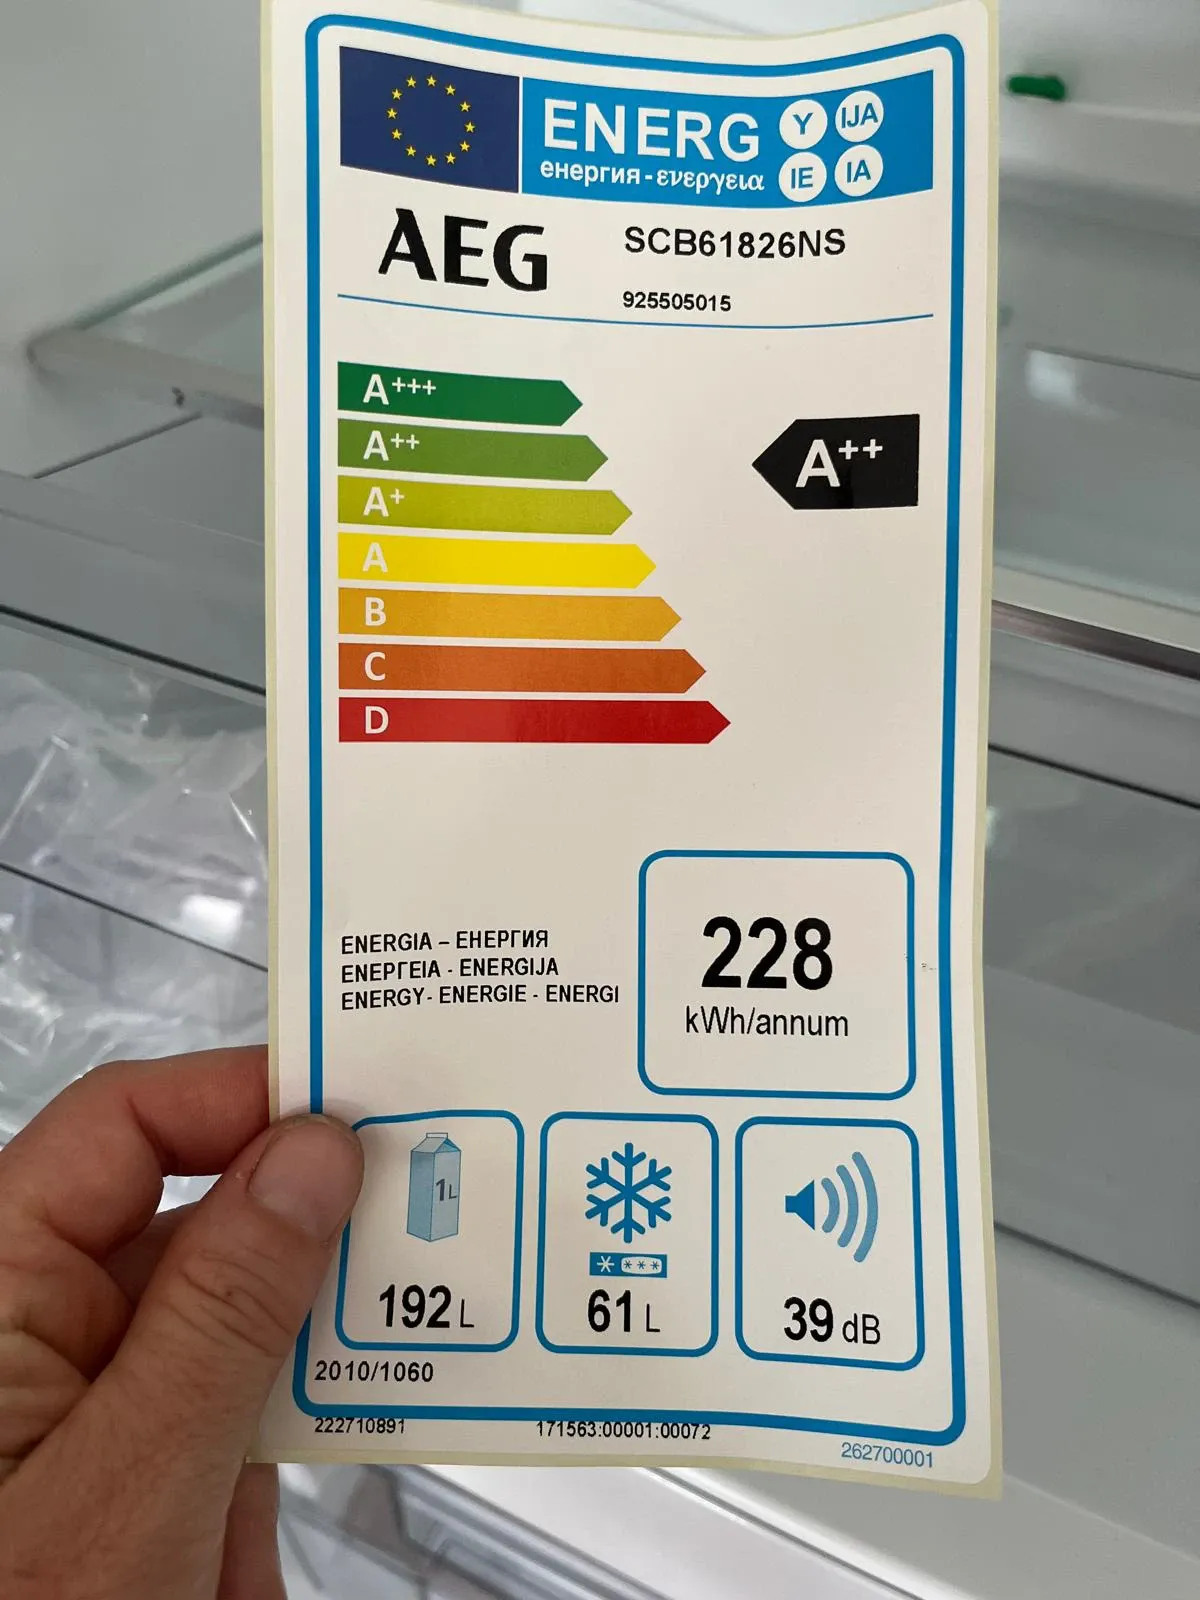 ENERG Y IJA
енергия - ενεργεια IE IA
AEG
SCB61826NS
925505015
A+++
A++
A++
A+
A
B
C
D
228
kWh/annum
ENERGIA – ЕНЕРГИЯ
ΕΝΕΡΓΕΙΑ - ENERGIJA
ENERGY - ENERGIE - ENERGI
1L
192 L
61 L
39 dB
2010/1060
222710891
171563:00001:00072
262700001